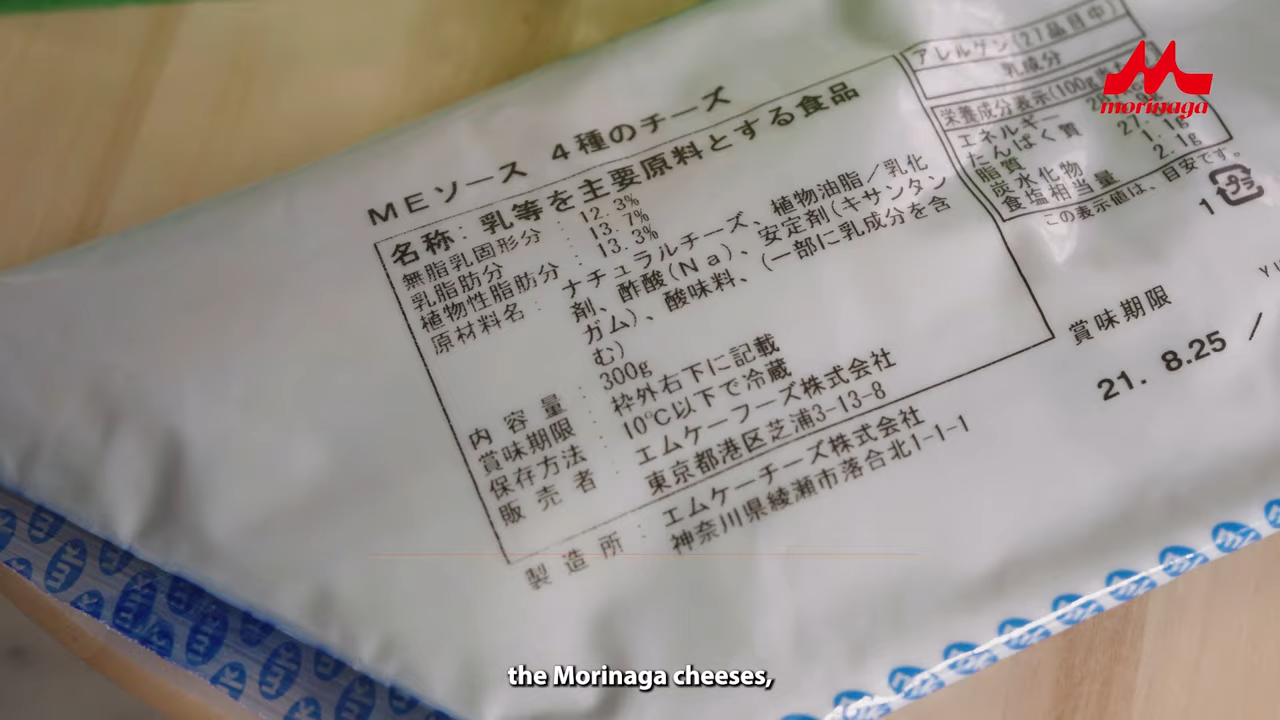 MEソース 4種のチーズ
名称: 乳等を主要原料とする食品
無脂乳固形分 : 12.3%
乳脂肪分 : 13.7%
植物性脂肪分 : 13.3%
原材料名 : ナチュラルチーズ、植物油脂/乳化
剤、酢酸(Na)、安定剤(キサンタン
ガム)、酸味料、(一部に乳成分を含
む)
内容量 : 300g
賞味期限 : 枠外右下に記載
保存方法 : 10℃以下で冷蔵
販売者 : エムケーフーズ株式会社
東京都港区芝浦3-13-8
製造所 : エムケーチーズ株式会社
神奈川県綾瀬市落合北1-1-1
アレルゲン(27品目中)
乳成分
栄養成分表示(100g
エネルギー
たんぱく質
脂質 27.
炭水化物 1.1g
食塩相当量 2.1g
この表示値は、目安です。
1 プラ
賞味期限
21. 8.25 /
morinaga
the Morinaga cheeses,